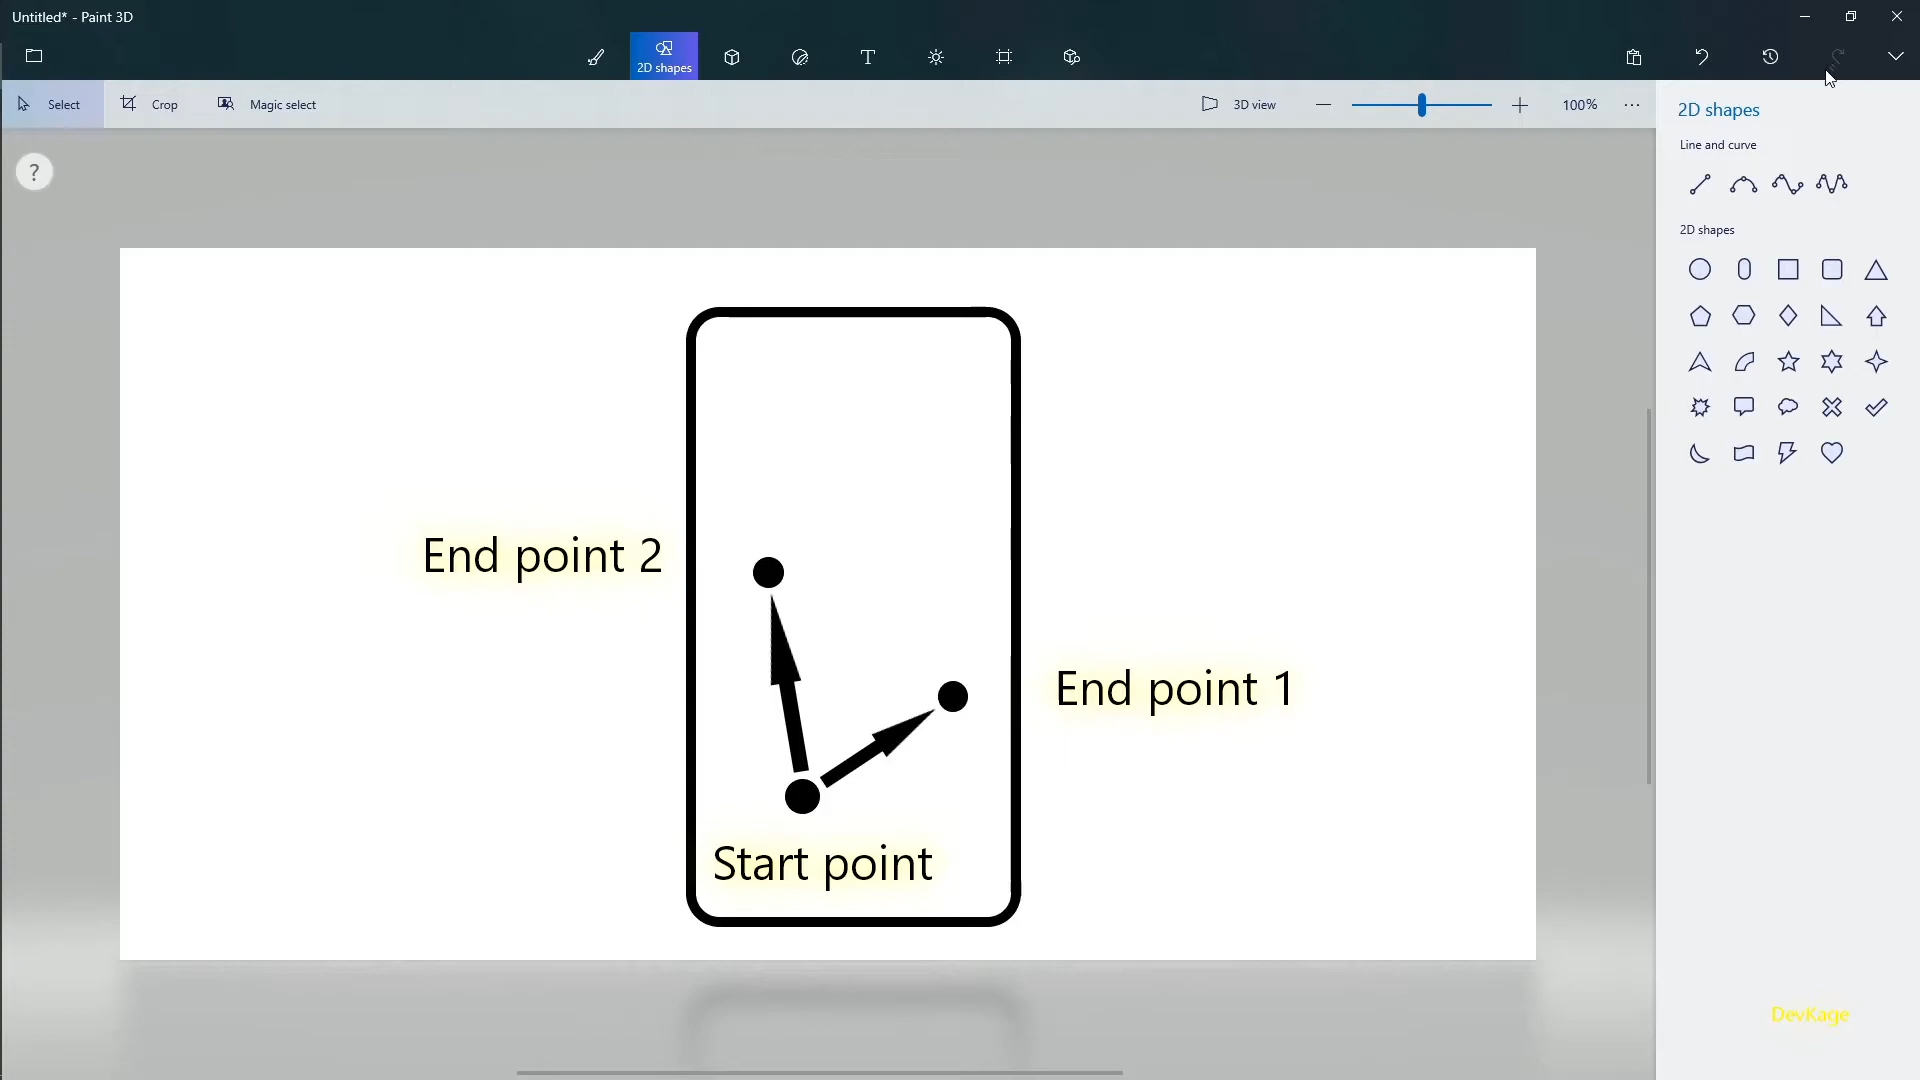 Untitled* - Paint 3D
2D shapes
Select
Crop
Magic select
3D view
100%
2D shapes
Line and curve
2D shapes
?
End point 2
End point 1
Start point
DevKage